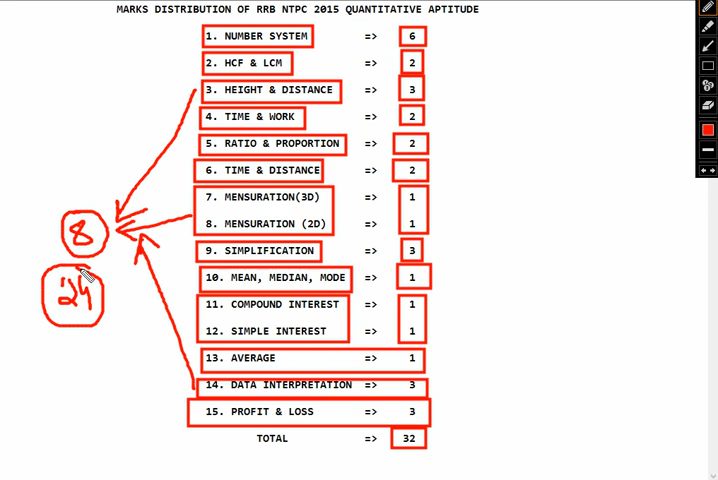 MARKS DISTRIBUTION OF RRB NTPC 2015 QUANTITATIVE APTITUDE
1. NUMBER SYSTEM => 6
2. HCF & LCM => 2
3. HEIGHT & DISTANCE => 3
4. TIME & WORK => 2
5. RATIO & PROPORTION => 2
6. TIME & DISTANCE => 2
7. MENSURATION(3D) => 1
8. MENSURATION (2D) => 1
8
9. SIMPLIFICATION => 3
10. MEAN, MEDIAN, MODE => 1
24
11. COMPOUND INTEREST => 1
12. SIMPLE INTEREST => 1
13. AVERAGE => 1
14. DATA INTERPRETATION => 3
15. PROFIT & LOSS => 3
TOTAL => 32